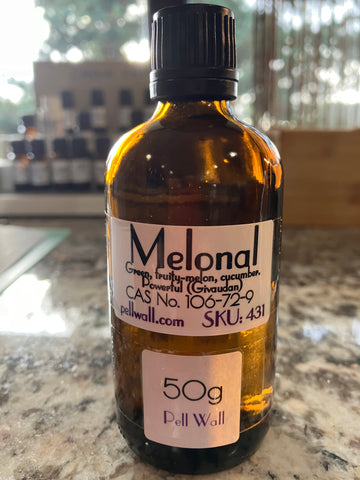 Melonal
Green, fruity-melon, cucumber.
Powerful (Givaudan)
CAS No. 106-72-9
pellwall.com SKU: 431
50g
Pell Wall